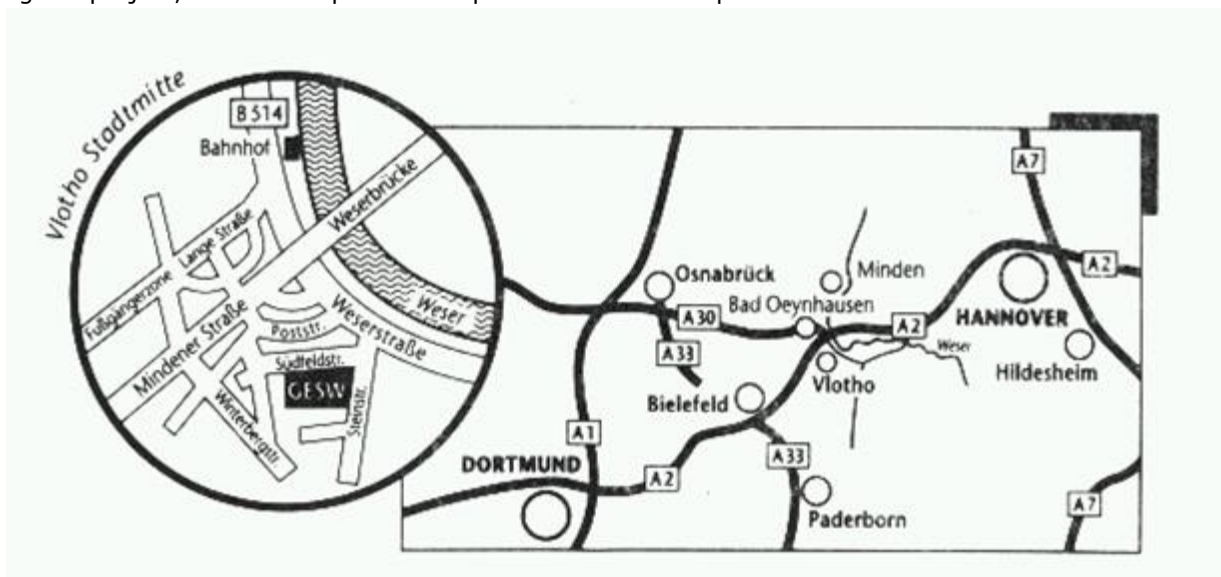 Vlotho Stadtmitte
B 514
Bahnhof
Weserbrücke
Fußgängerzone Lange Straße
Mindener Straße
Weser
Weserstraße
Poststr.
Südfeldstr.
GESW
Steinstr.
Winterbergstr.
A7
A2
Osnabrück
Minden
Bad Oeynhausen
A30
A2
HANNOVER
A33
Weser
Hildesheim
Vlotho
Bielefeld
A1
A33
DORTMUND
A2
Paderborn
A7